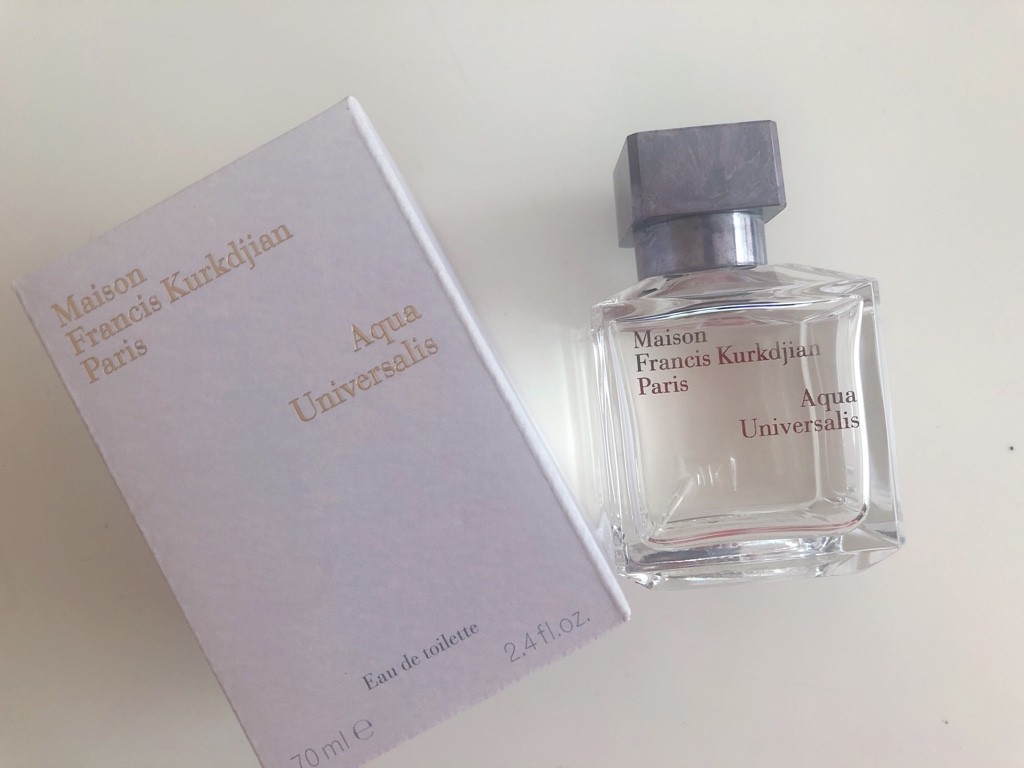 Maison
Francis Kurkdjian
Paris
Aqua
Universalis
Eau de toilette
2.4 fl.oz.
70 ml ℮
Maison
Francis Kurkdjian
Paris
Aqua
Universalis